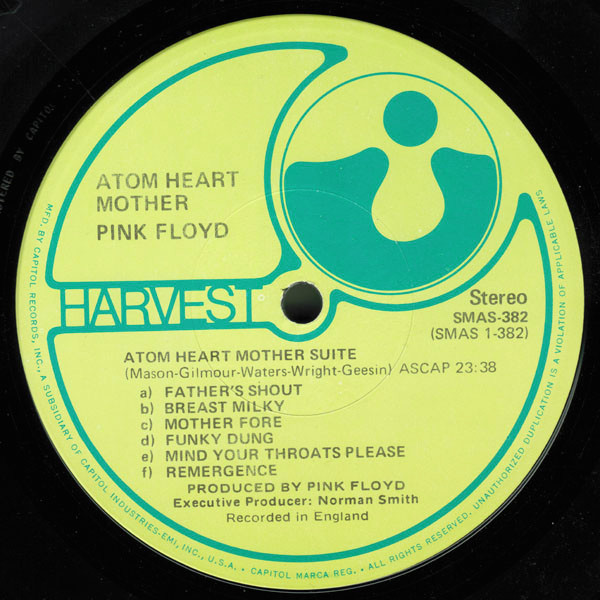 ATOM HEART
MOTHER
PINK FLOYD
HARVEST
Stereo
SMAS-382
(SMAS 1-382)
ATOM HEART MOTHER SUITE
(Mason-Gilmour-Waters-Wright-Geesin) ASCAP 23:38
a) FATHER'S SHOUT
b) BREAST MILKY
c) MOTHER FORE
d) FUNKY DUNG
e) MIND YOUR THROATS PLEASE
f) REMERGENCE
PRODUCED BY PINK FLOYD
Executive Producer: Norman Smith
Recorded in England
MFD. BY CAPITOL RECORDS, INC., A SUBSIDIARY OF CAPITOL INDUSTRIES-EMI, INC., U.S.A. • CAPITOL MARCA REG. • ALL RIGHTS RESERVED. UNAUTHORIZED DUPLICATION IS A VIOLATION OF APPLICABLE LAWS
BY CAPITOL